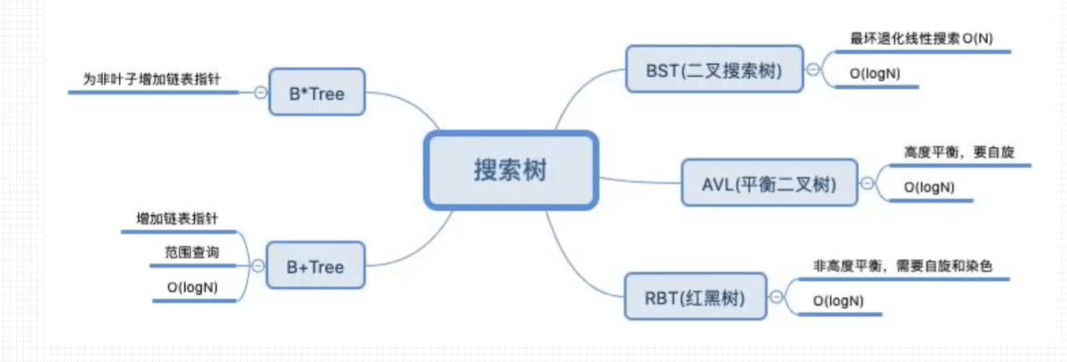 搜索树
BST(二叉搜索树)
最坏退化线性搜索O(N)
O(logN)
AVL(平衡二叉树)
高度平衡，要自旋
O(logN)
RBT(红黑树)
非高度平衡，需要自旋和染色
O(logN)
B*Tree
为非叶子增加链表指针
B+Tree
增加链表指针
范围查询
O(logN)